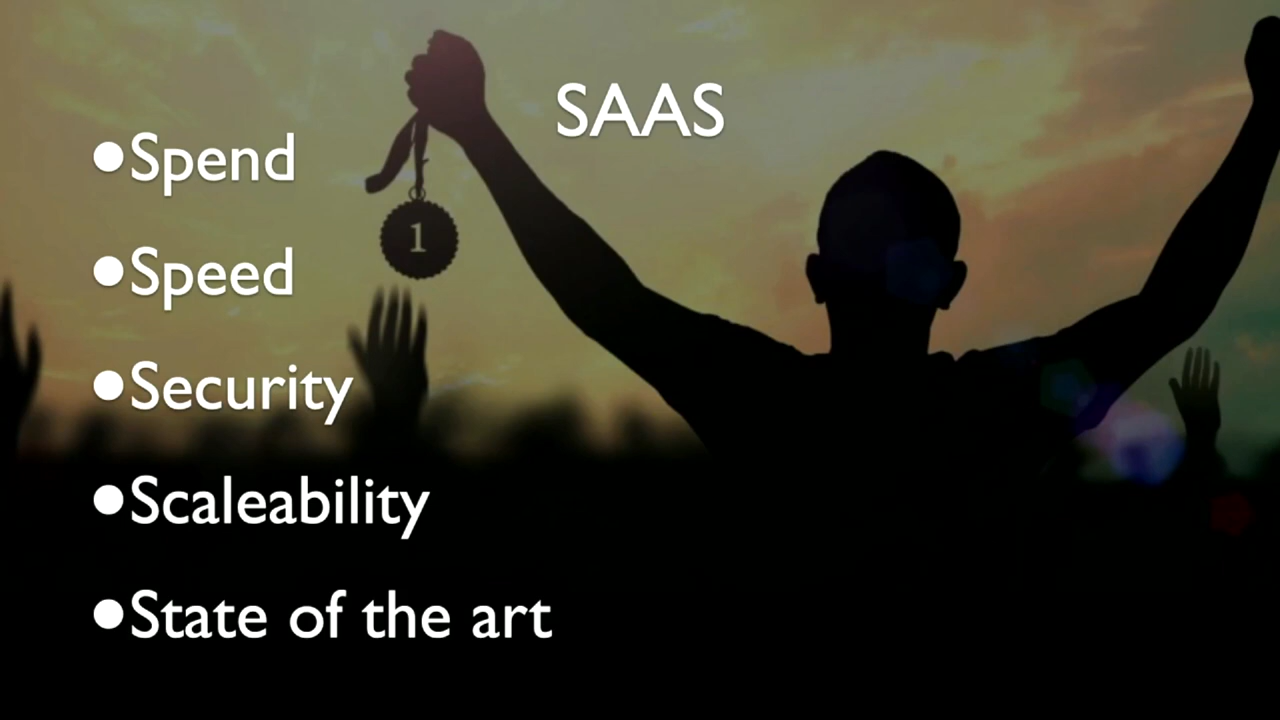 SAAS
•Spend
1
•Speed
•Security
•Scaleability
•State of the art